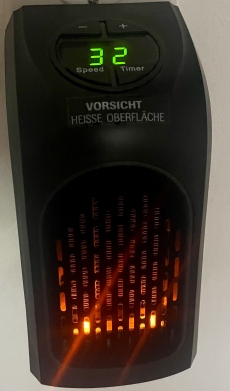 - +
32
Speed Timer
VORSICHT
HEISSE OBERFLÄCHE